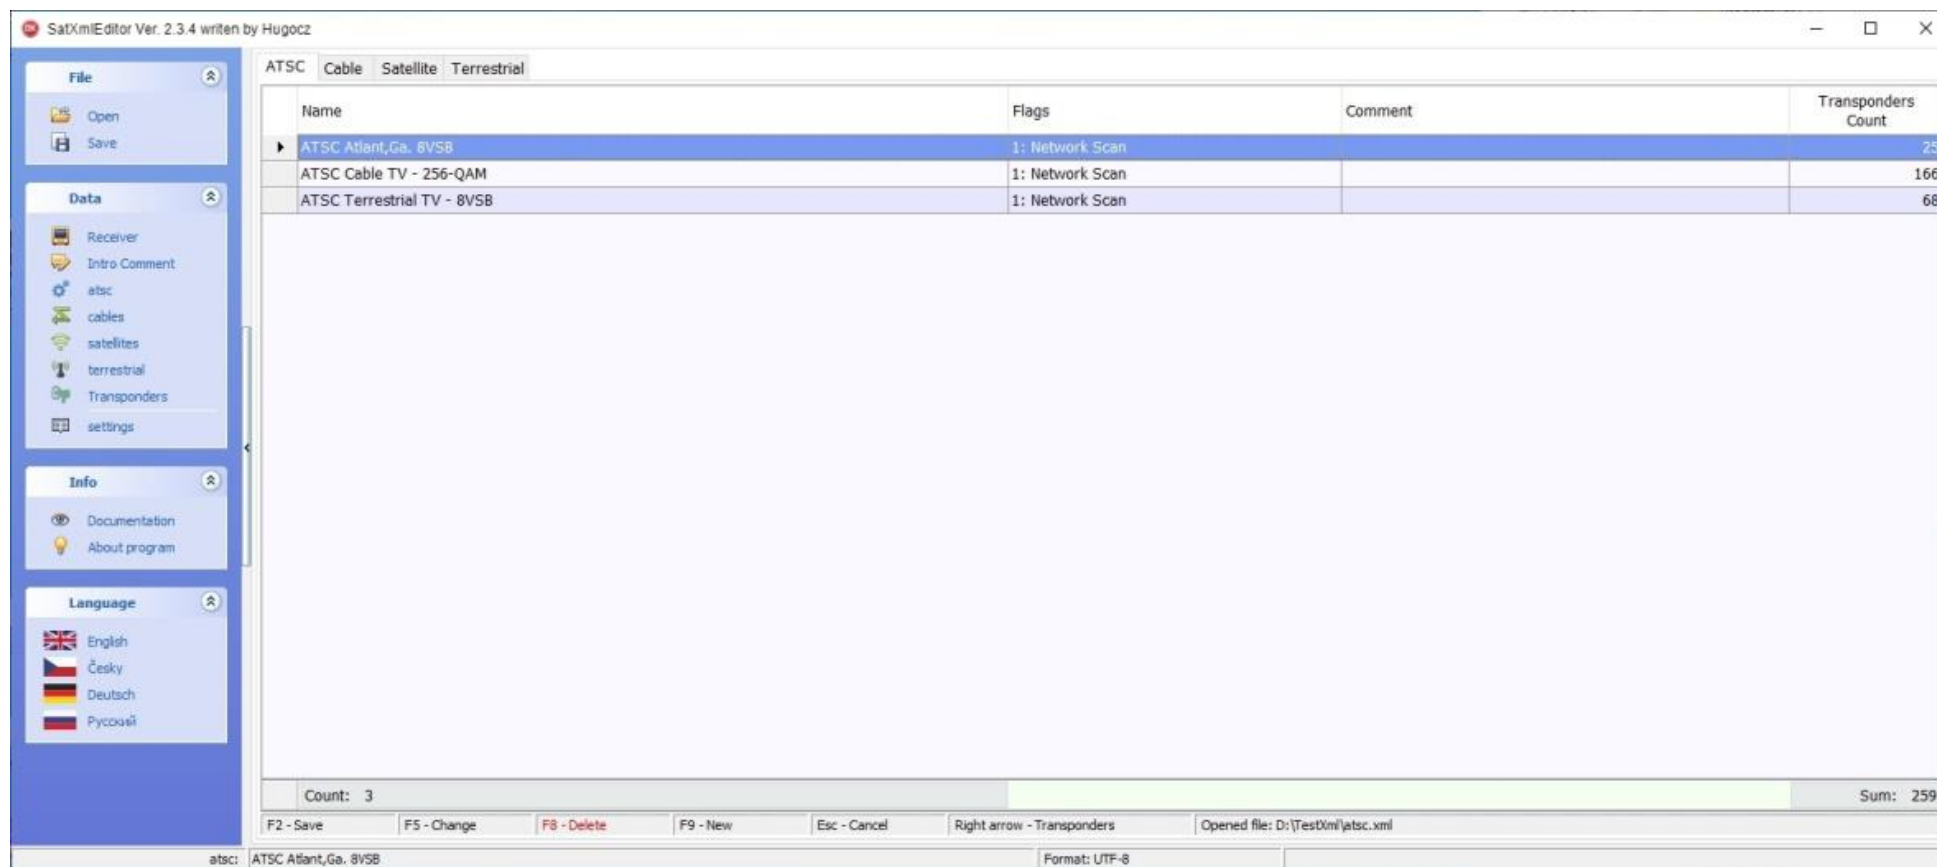 SatXmlEditor Ver. 2.3.4 writen by Hugocz
File
Open
Save
Data
Receiver
Intro Comment
atsc
cables
satellites
terrestrial
Transponders
settings
Info
Documentation
About program
Language
English
Česky
Deutsch
Русский
ATSC Cable Satellite Terrestrial
Name Flags Comment Transponders Count
ATSC Atlant,Ga. 8VSB 1: Network Scan 25
ATSC Cable TV - 256-QAM 1: Network Scan 166
ATSC Terrestrial TV - 8VSB 1: Network Scan 68
Count: 3 Sum: 259
F2 - Save F5 - Change F8 - Delete F9 - New Esc - Cancel Right arrow - Transponders Opened file: D:\TestXml\atsc.xml
atsc: ATSC Atlant,Ga. 8VSB Format: UTF-8